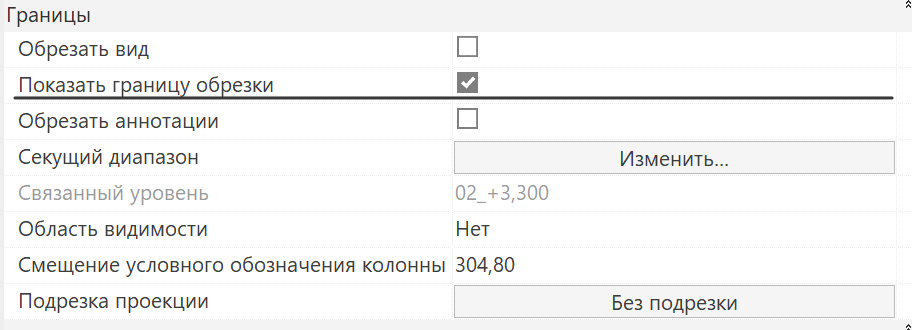 Границы
Обрезать вид
Показать границу обрезки
Обрезать аннотации
Секущий диапазон Изменить...
Связанный уровень 02_+3,300
Область видимости Нет
Смещение условного обозначения колонны 304,80
Подрезка проекции Без подрезки